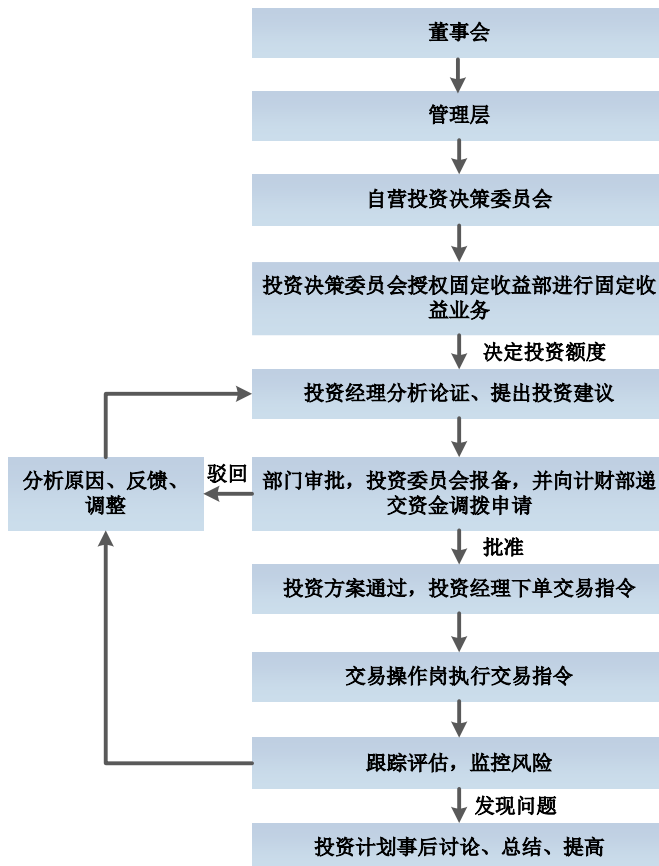 董事会
管理层
自营投资决策委员会
投资决策委员会授权固定收益部进行固定收
益业务
决定投资额度
投资经理分析论证、提出投资建议
分析原因、反馈、
调整
驳回
部门审批，投资委员会报备，并向计财部递
交资金调拨申请
批准
投资方案通过，投资经理下单交易指令
交易操作岗执行交易指令
跟踪评估，监控风险
发现问题
投资计划事后讨论、总结、提高